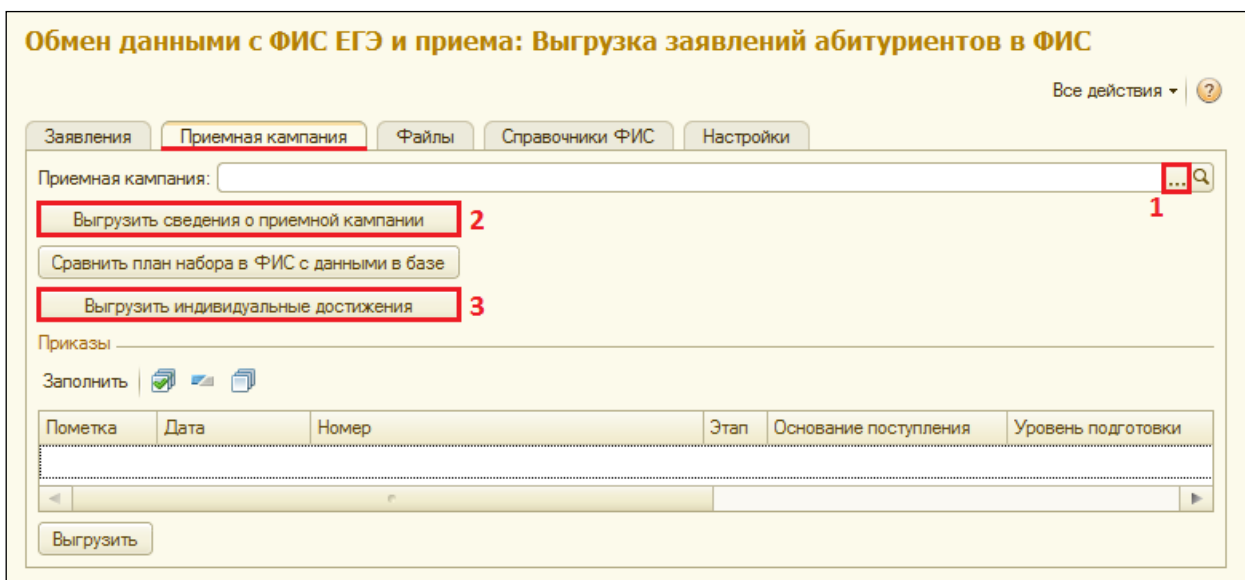 Обмен данными с ФИС ЕГЭ и приема: Выгрузка заявлений абитуриентов в ФИС
Все действия ?
Заявления Приемная кампания Файлы Справочники ФИС Настройки
Приемная кампания: ...
1
Выгрузить сведения о приемной кампании 2
Сравнить план набора в ФИС с данными в базе
Выгрузить индивидуальные достижения 3
Приказы
Заполнить
Пометка Дата Номер Этап Основание поступления Уровень подготовки
Выгрузить